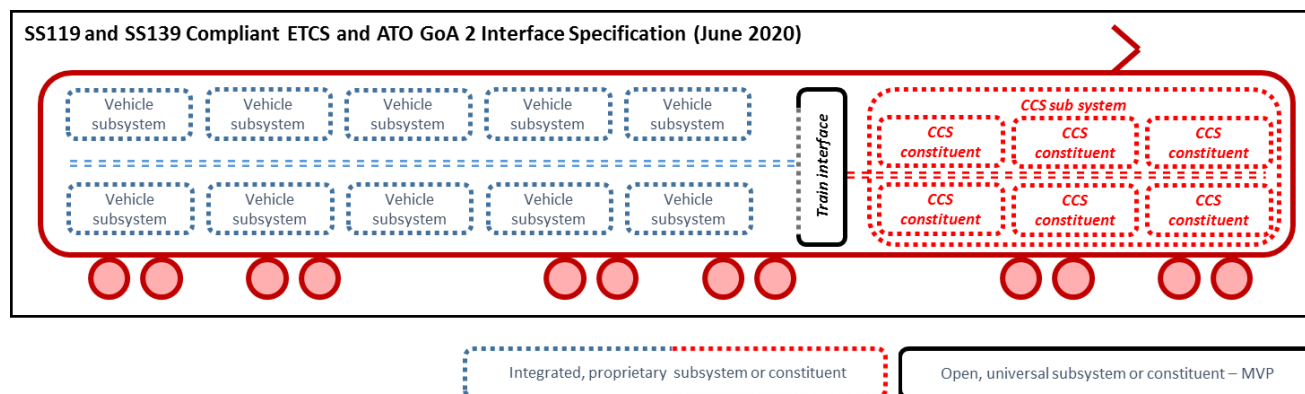 SS119 and SS139 Compliant ETCS and ATO GoA 2 Interface Specification (June 2020)
Vehicle
subsystem
Vehicle
subsystem
Vehicle
subsystem
Vehicle
subsystem
Vehicle
subsystem
Train interface
CCS sub system
CCS
constituent
CCS
constituent
CCS
constituent
Vehicle
subsystem
Vehicle
subsystem
Vehicle
subsystem
Vehicle
subsystem
Vehicle
subsystem
CCS
constituent
CCS
constituent
CCS
constituent
Integrated, proprietary subsystem or constituent
Open, universal subsystem or constituent – MVP